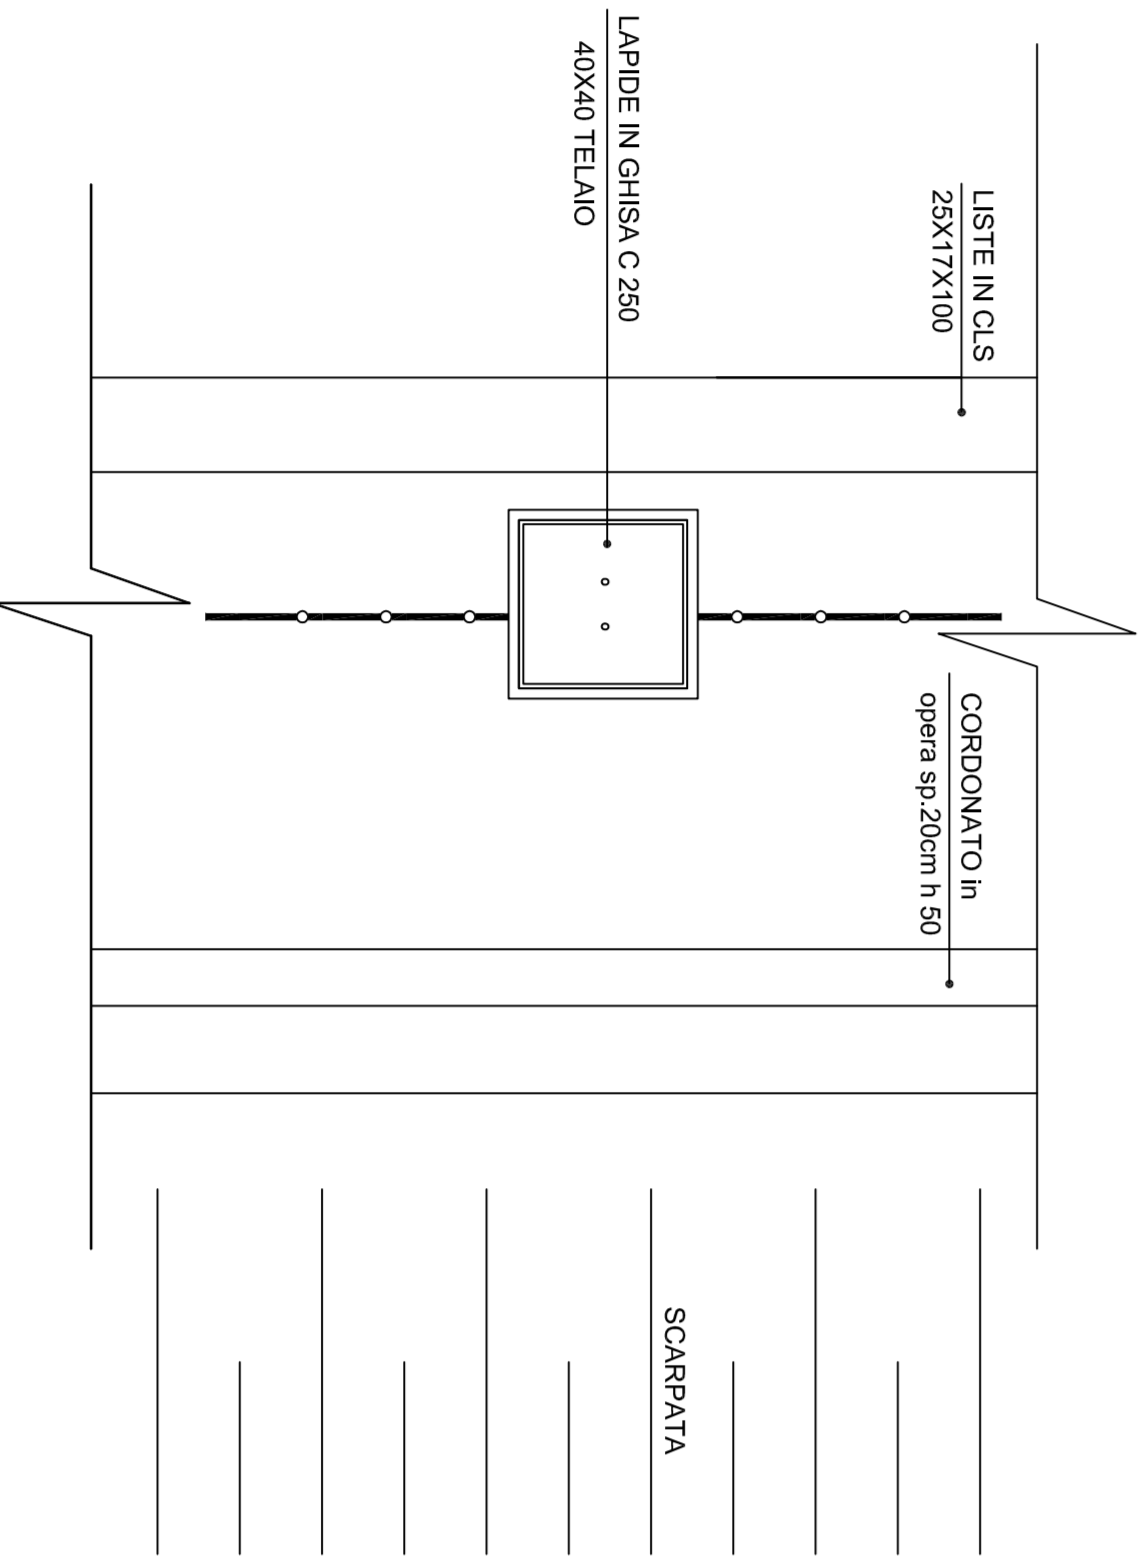 LISTE IN CLS
25X17X100
LAPIDE IN GHISA C 250
40X40 TELAIO
CORDONATO in
opera sp.20cm h 50
SCARPATA